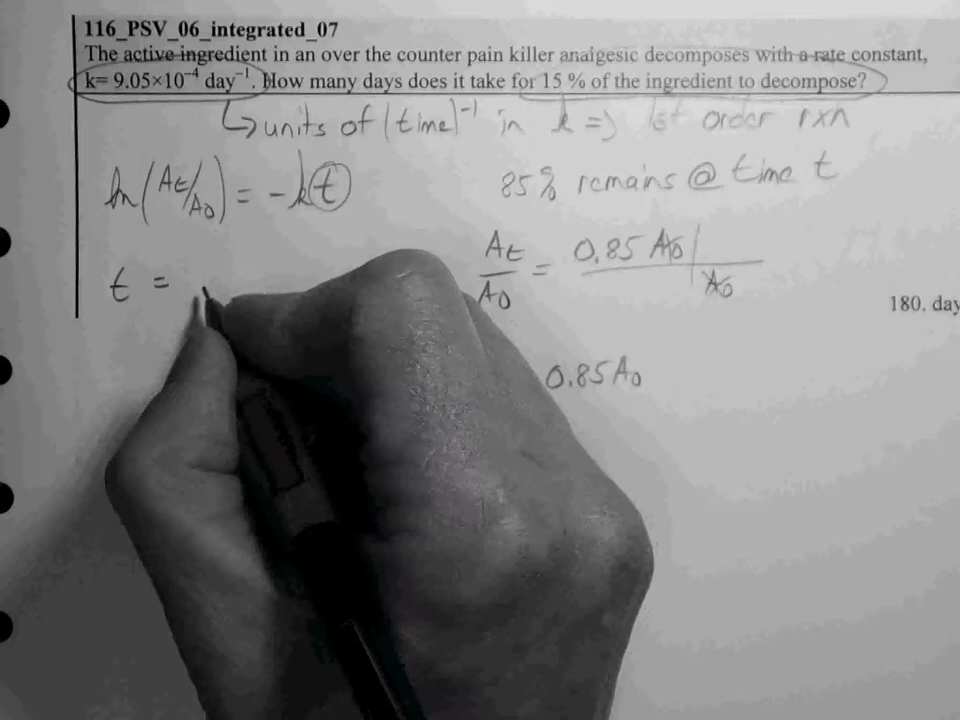 116_PSV_06_integrated_07
The active ingredient in an over the counter pain killer analgesic decomposes with a rate constant,
k= 9.05×10⁻⁴ day⁻¹. How many days does it take for 15 % of the ingredient to decompose?
↳ units of (time)⁻¹ in k ⇒ 1st order rxn
ln(At/A0) = -kt
85% remains @ time t
At/A0 = 0.85 A0 / A0
t =
180. day
0.85 A0